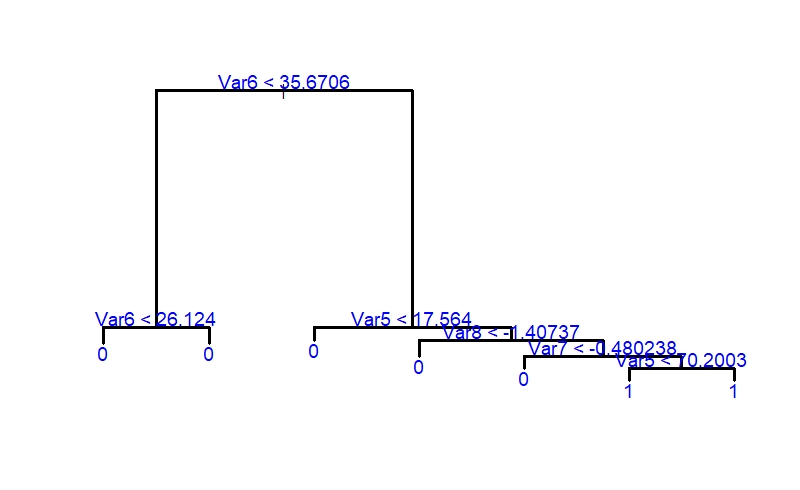 Var6 < 35.6706
Var6 < 26.124
Var5 < 17.564
Var8 < -1.40737
Var7 < -0.480238
Var5 < 70.2003
0
0
0
0
0
1
1